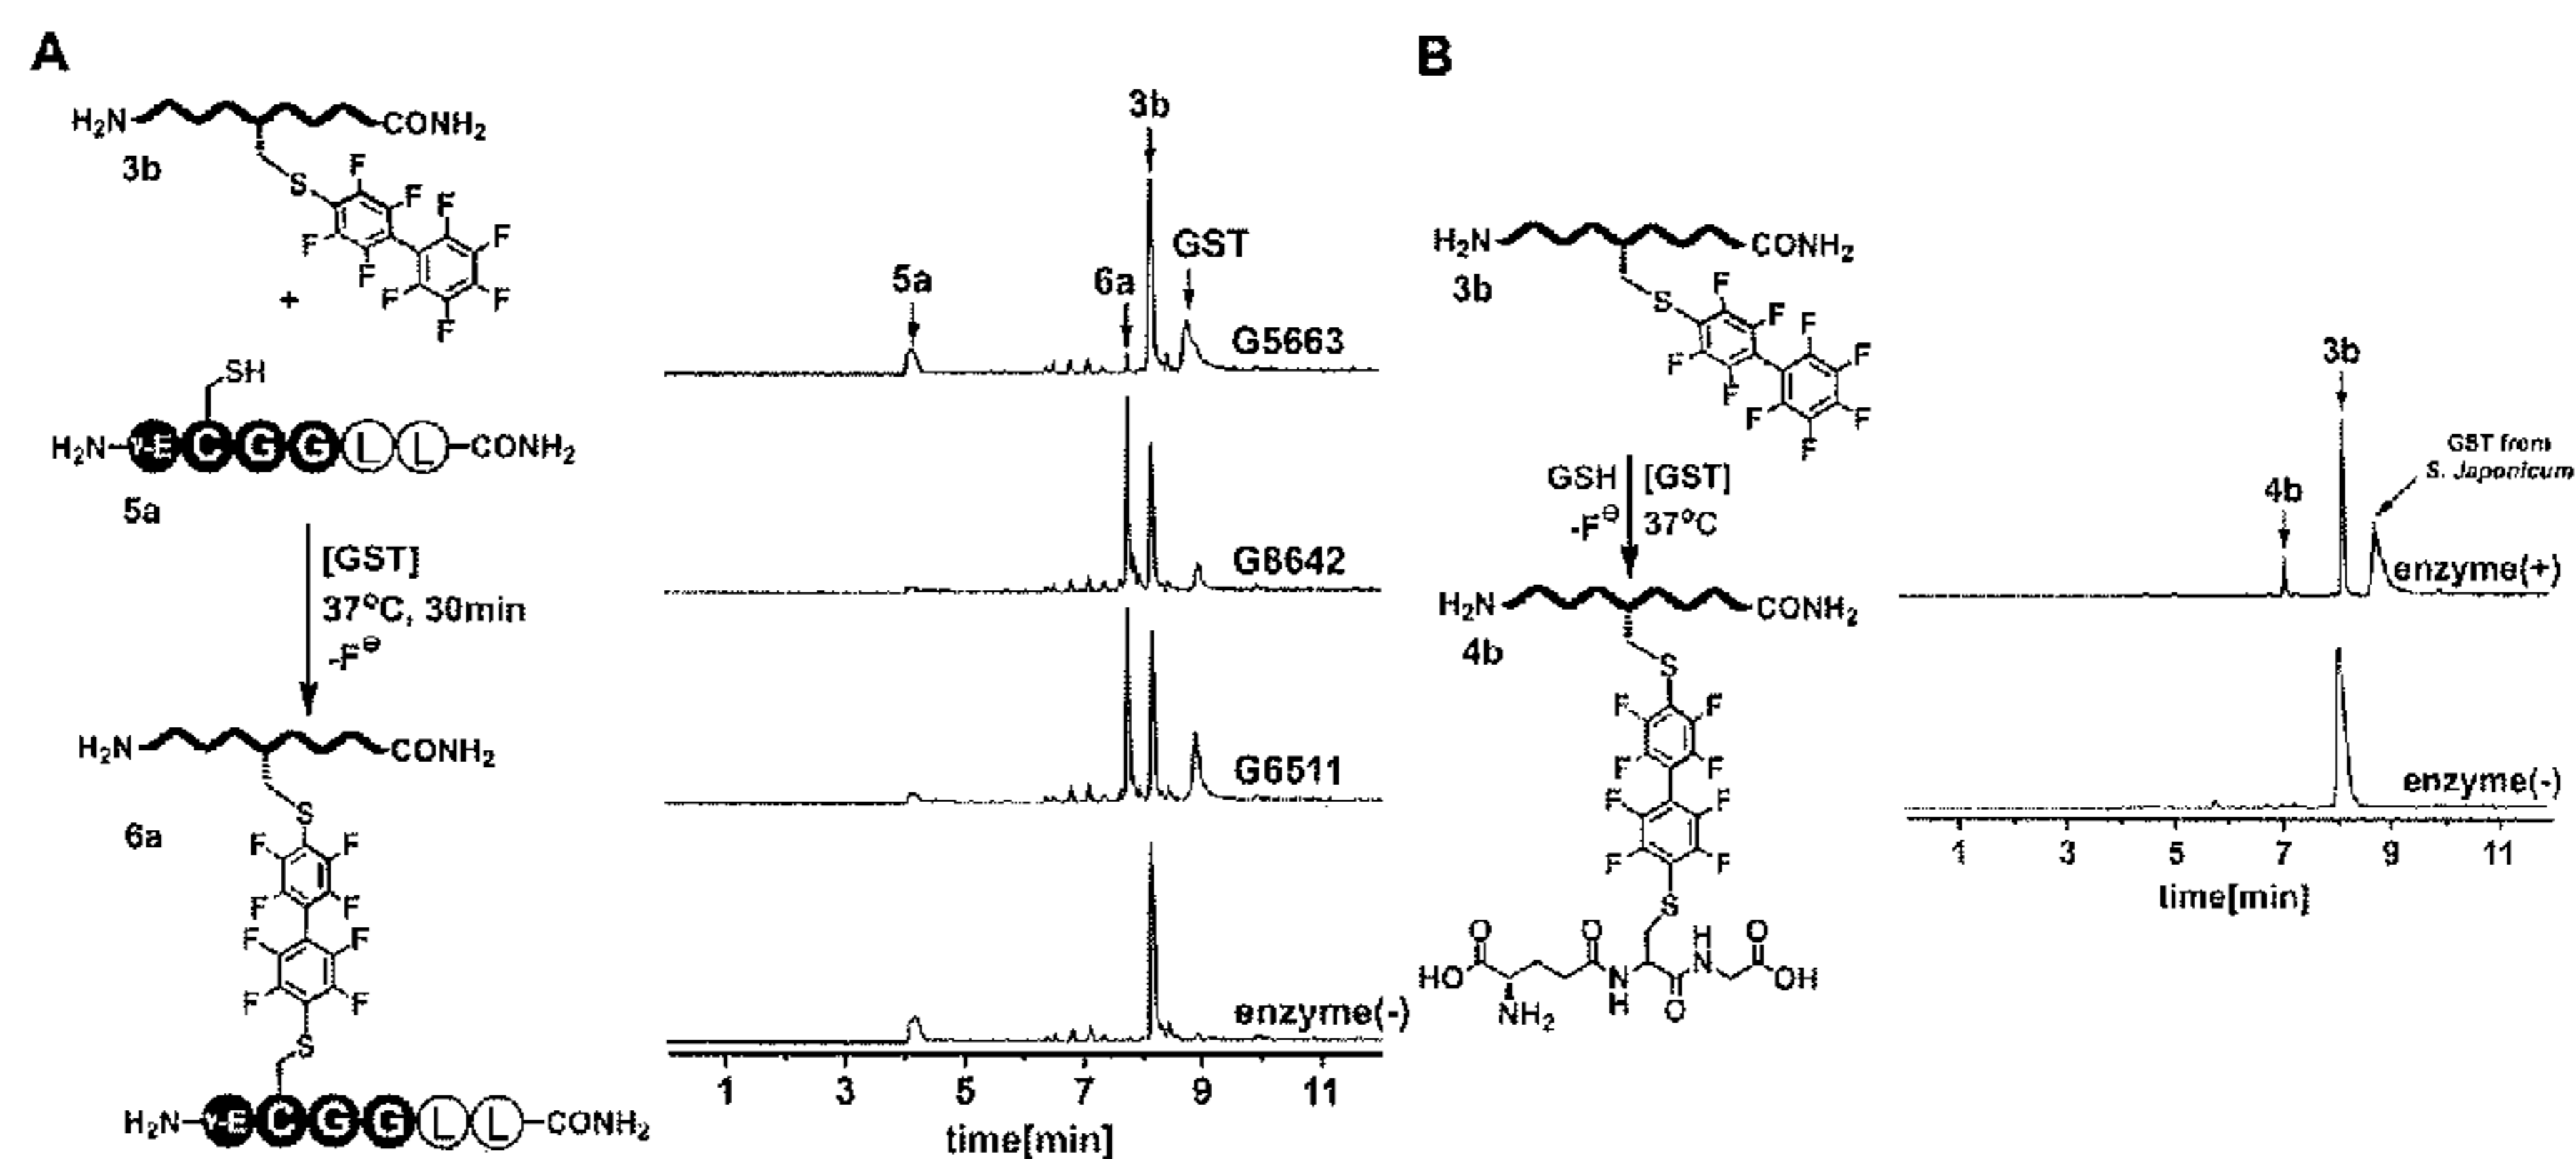 A
H₂N
CONH₂
3b
S
F
F
F
F
F
F
F
F
F
+
SH
H₂N
γ-E
C
G
G
L
L
CONH₂
5a
[GST]
37°C, 30min
-F⊖
H₂N
CONH₂
6a
S
F
F
F
F
F
F
F
F
S
H₂N
γ-E
C
G
G
L
L
CONH₂
3b
GST
5a
6a
G5663
G8642
G6511
enzyme(-)
1 3 5 7 9 11
time[min]
B
H₂N
CONH₂
3b
S
F
F
F
F
F
F
F
F
F
GSH [GST]
-F⊖ 37°C
H₂N
CONH₂
4b
S
F
F
F
F
F
F
F
F
S
O
O
H
N
O
HO
N
H
OH
NH₂
O
3b
GST from
S. Japonicum
4b
enzyme(+)
enzyme(-)
1 3 5 7 9 11
time[min]